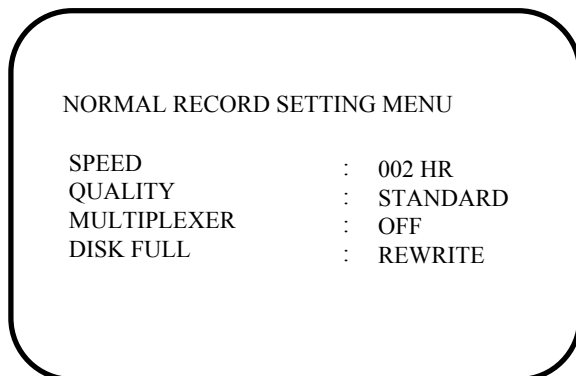 NORMAL RECORD SETTING MENU
SPEED : 002 HR
QUALITY : STANDARD
MULTIPLEXER : OFF
DISK FULL : REWRITE